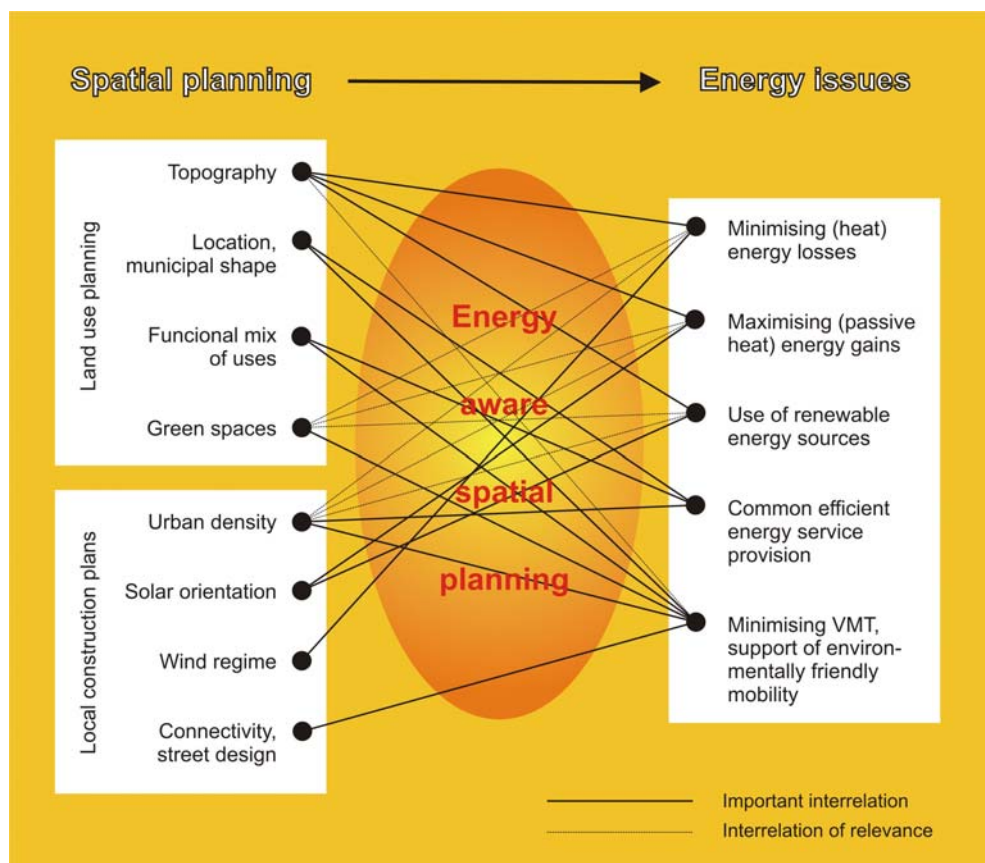 Spatial planning
Energy issues
Land use planning
Topography
Location,
municipal shape
Funcional mix
of uses
Green spaces
Local construction plans
Urban density
Solar orientation
Wind regime
Connectivity,
street design
Energy
aware
spatial
planning
Minimising (heat)
energy losses
Maximising (passive
heat) energy gains
Use of renewable
energy sources
Common efficient
energy service
provision
Minimising VMT,
support of environ-
mentally friendly
mobility
Important interrelation
Interrelation of relevance